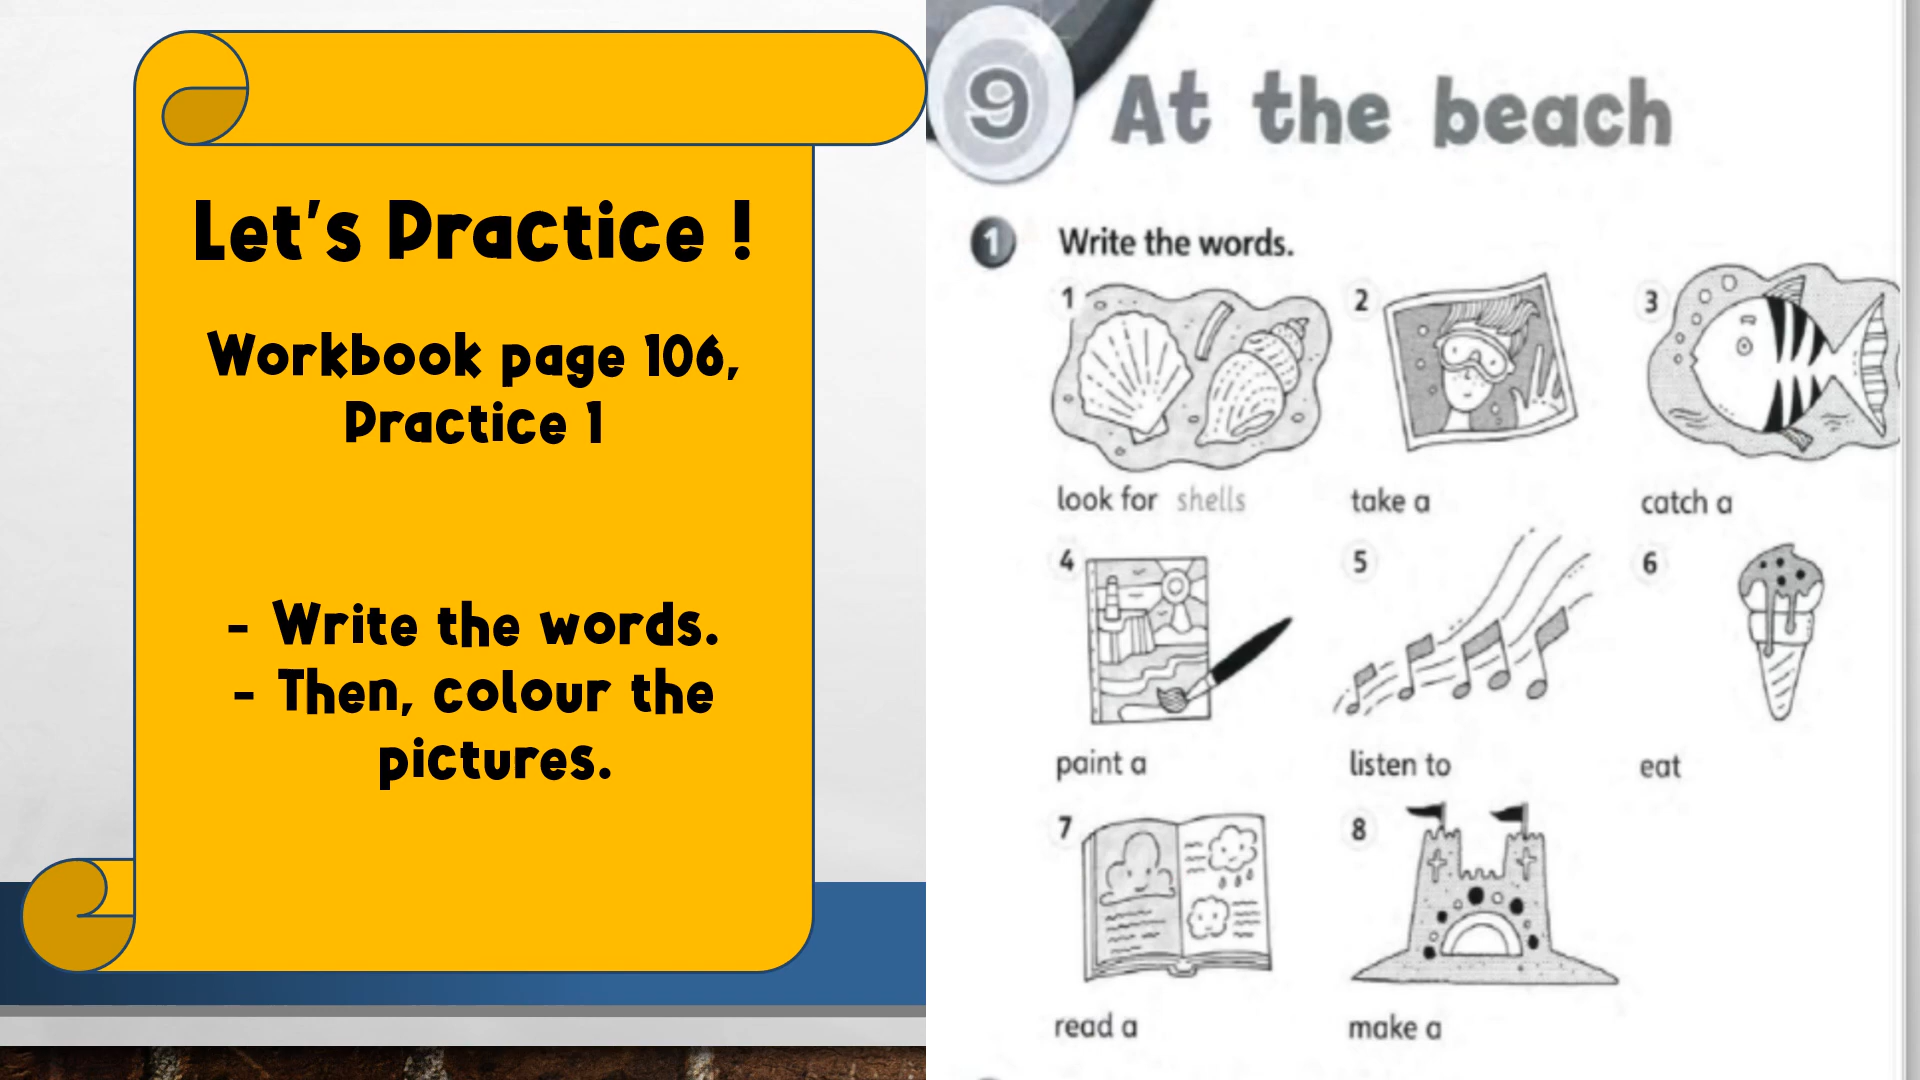 Let's Practice !
Workbook page 106,
Practice 1
- Write the words.
- Then, colour the
pictures.
9 At the beach
1 Write the words.
1
2
3
look for shells
take a
catch a
4
5
6
paint a
listen to
eat
7
8
read a
make a